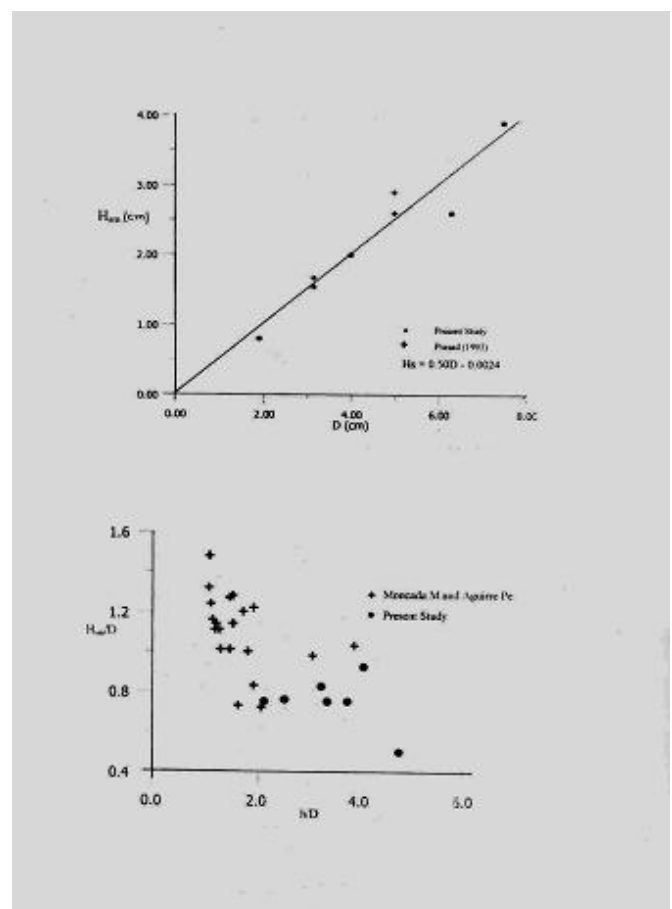 4.00
3.00
(cm)
2.00
1.00
Present Study
Prasad (1993)
Hs = 0.50D - 0.0024
0.00
0.00 2.00 4.00 6.00
D (cm)
1.6
Moncada M and Aguirre Pe
1.2
Present Study
0.8
0.4
0.0 2.0 4.0 6.0
h/D